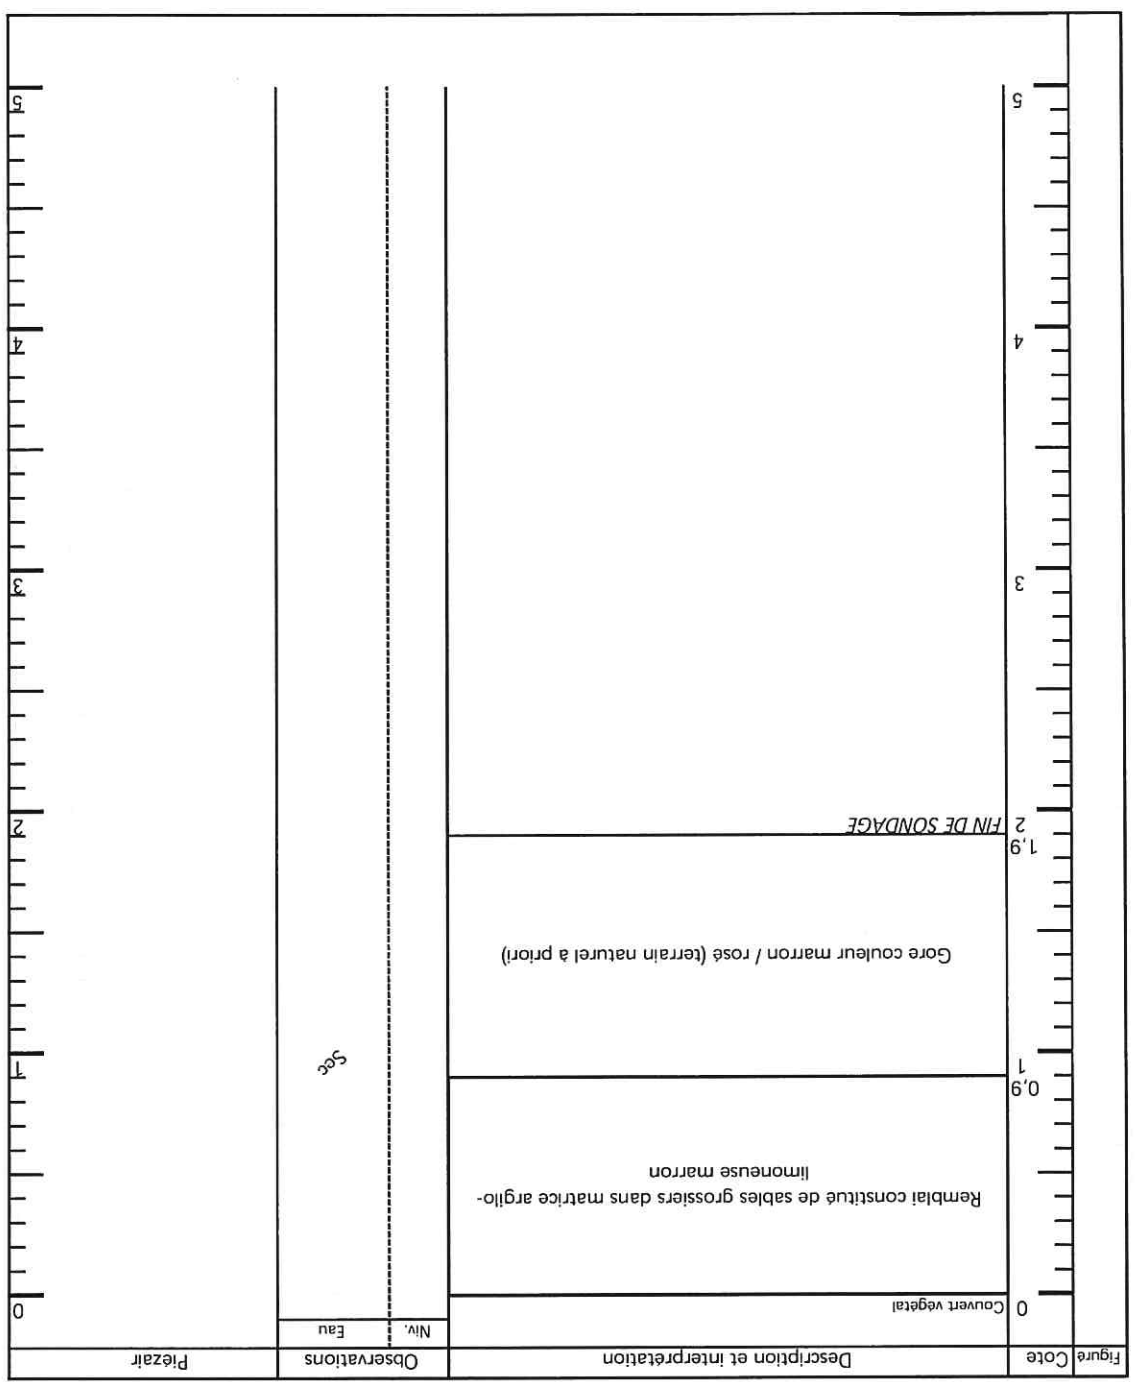 Figuré Cote Description et interprétation Observations Piézair
Niv. Eau
0 Couvert végétal 0
Remblai constitué de sables grossiers dans matrice argilo-
limoneuse marron
0,9
1 Sec 1
Gore couleur marron / rosé (terrain naturel à priori)
1,9
2 FIN DE SONDAGE 2
3 3
4 4
5 5